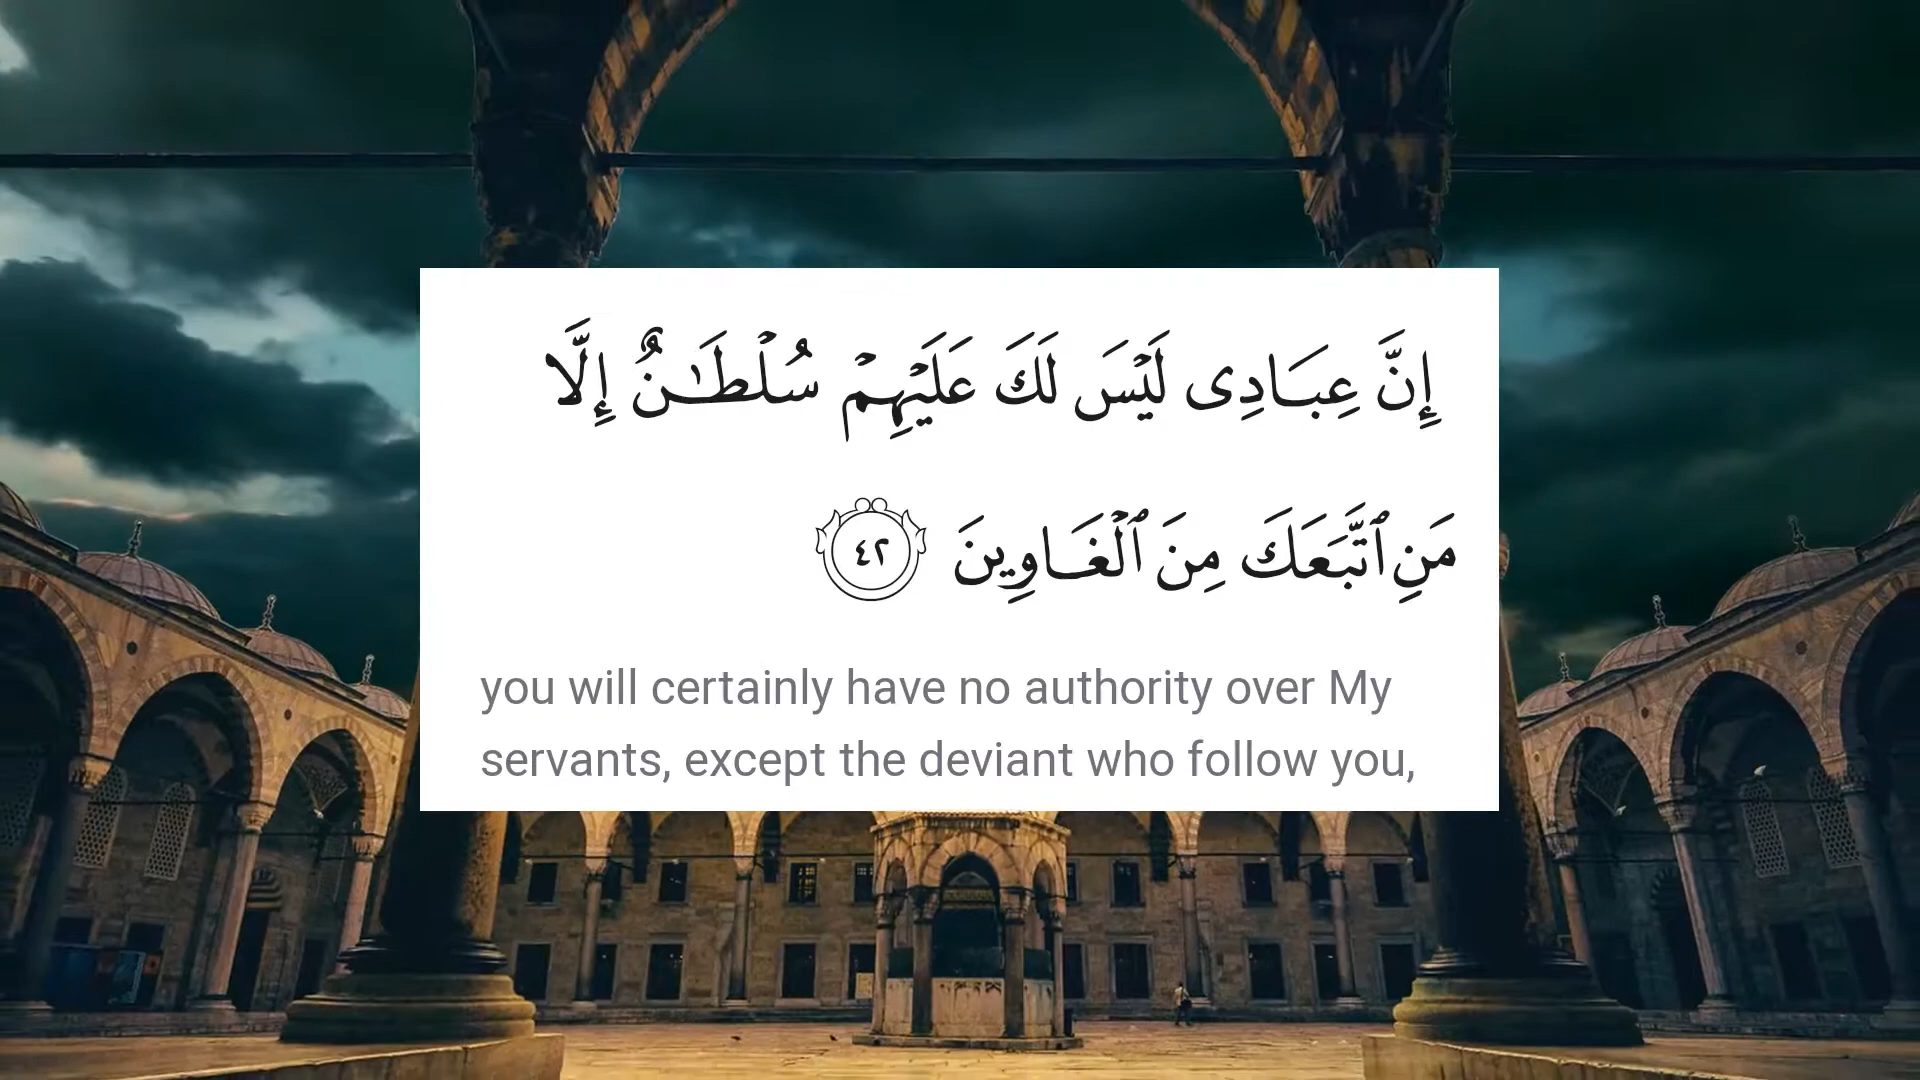 إِنَّ عِبَادِى لَيْسَ لَكَ عَلَيْهِمْ سُلْطَـٰنٌ إِلَّا
مَنِ ٱتَّبَعَكَ مِنَ ٱلْغَاوِينَ ٤٢
you will certainly have no authority over My
servants, except the deviant who follow you,